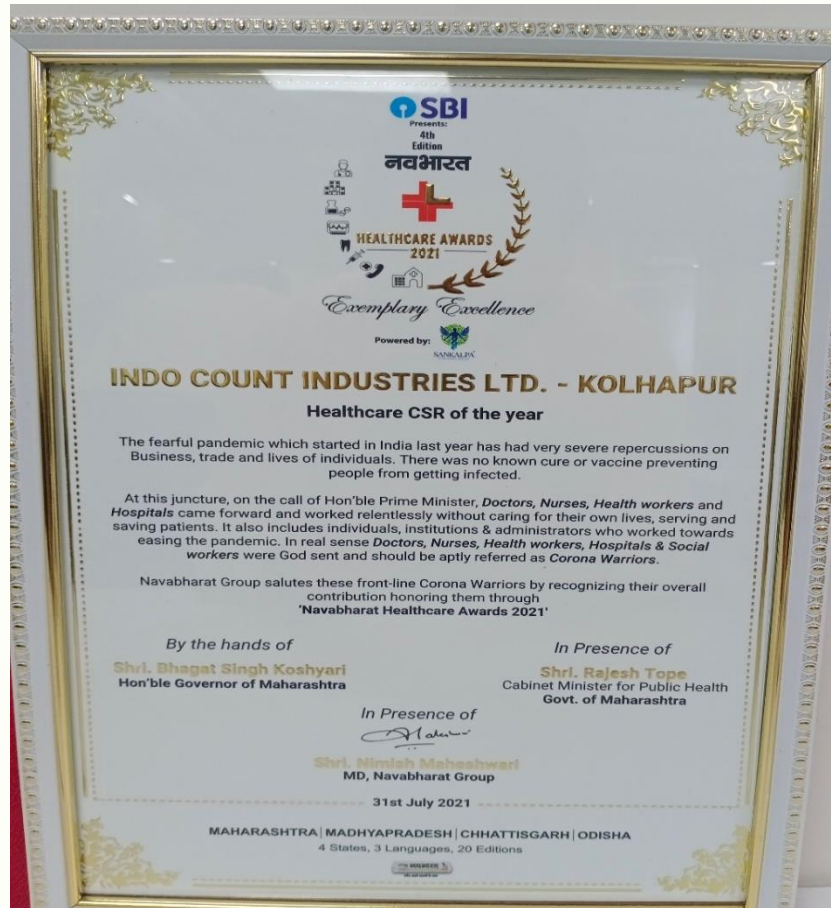 SBI
Presents:
4th
Edition
नवभारत
HEALTHCARE AWARDS
2021
Exemplary Excellence
Powered by:
SANKALPA
INDO COUNT INDUSTRIES LTD. - KOLHAPUR
Healthcare CSR of the year
The fearful pandemic which started in India last year has had very severe repercussions on
Business, trade and lives of individuals. There was no known cure or vaccine preventing
people from getting infected.
At this juncture, on the call of Hon'ble Prime Minister, Doctors, Nurses, Health workers and
Hospitals came forward and worked relentlessly without caring for their own lives, serving and
saving patients. It also includes individuals, institutions & administrators who worked towards
easing the pandemic. In real sense Doctors, Nurses, Health workers, Hospitals & Social
workers were God sent and should be aptly referred as Corona Warriors.
Navabharat Group salutes these front-line Corona Warriors by recognizing their overall
contribution honoring them through
'Navabharat Healthcare Awards 2021'
By the hands of
Shri. Bhagat Singh Koshyari
Hon'ble Governor of Maharashtra
In Presence of
Shri. Rajesh Tope
Cabinet Minister for Public Health
Govt. of Maharashtra
In Presence of
Shri. Nimish Maheshwari
MD, Navabharat Group
31st July 2021
MAHARASHTRA | MADHYAPRADESH | CHHATTISGARH | ODISHA
4 States, 3 Languages, 20 Editions